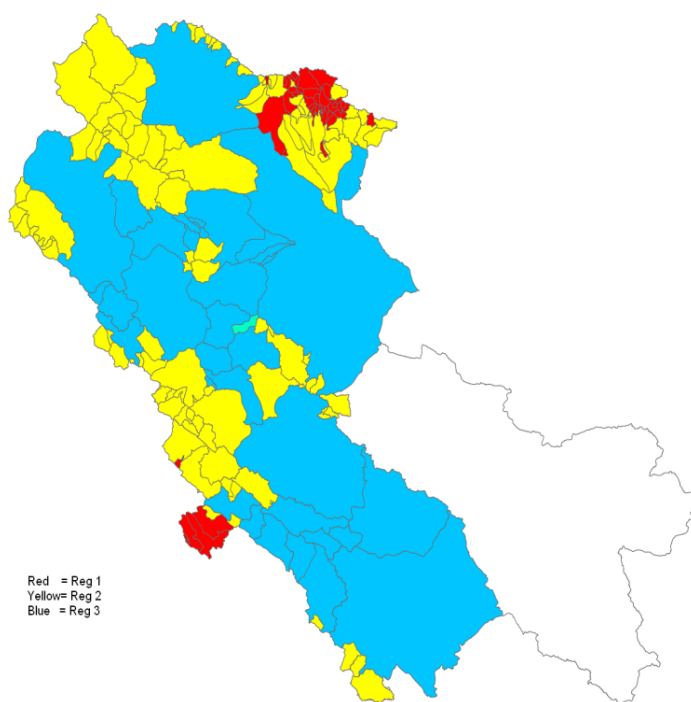 Red = Reg 1
Yellow= Reg 2
Blue = Reg 3